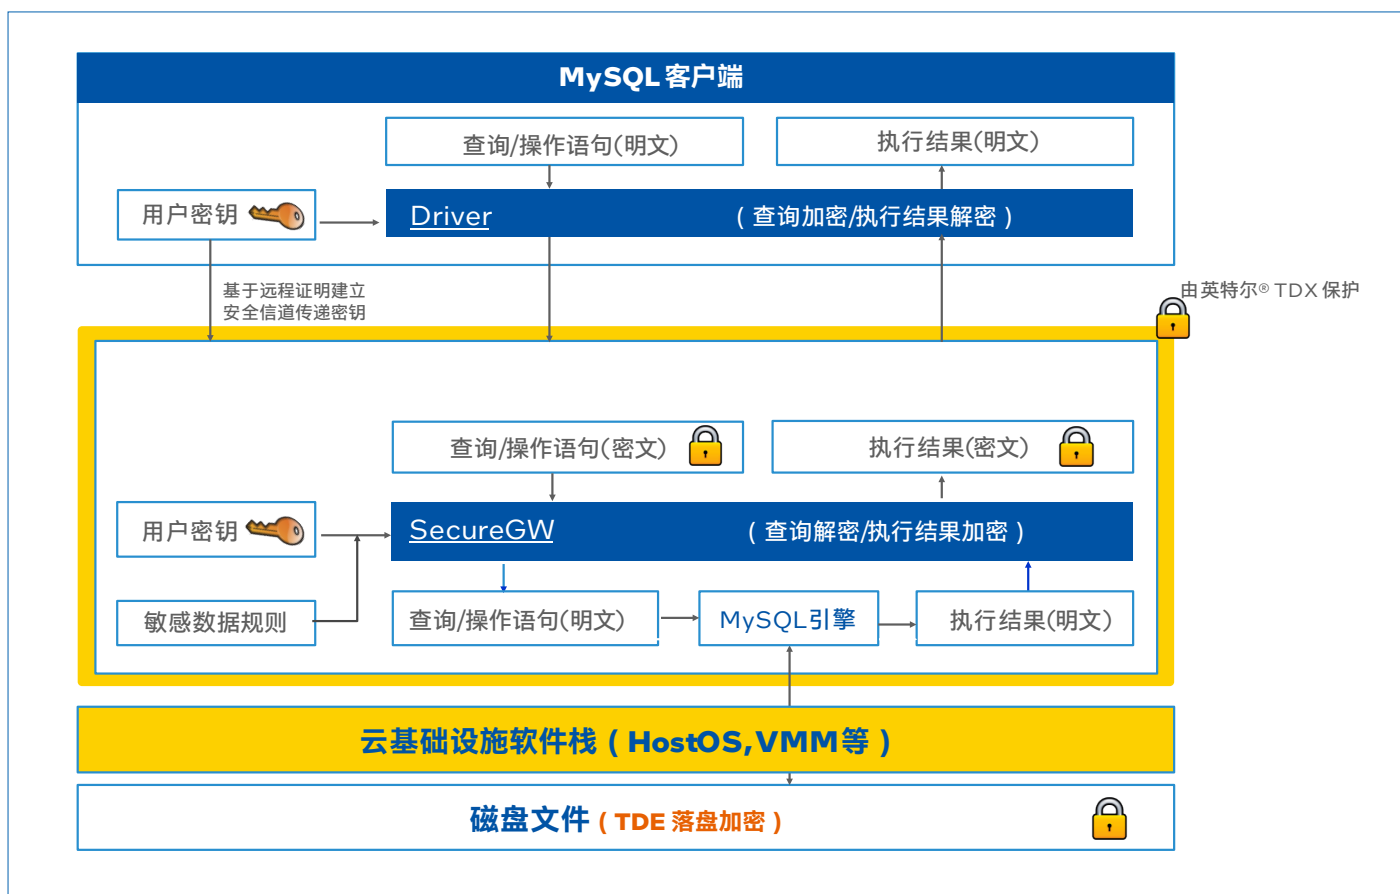 MySQL 客户端
查询/操作语句(明文)
执行结果(明文)
用户密钥
Driver
( 查询加密/执行结果解密 )
基于远程证明建立
安全信道传递密钥
由英特尔® TDX 保护
查询/操作语句(密文)
执行结果(密文)
用户密钥
SecureGW
( 查询解密/执行结果加密 )
敏感数据规则
查询/操作语句(明文)
MySQL引擎
执行结果(明文)
云基础设施软件栈 ( HostOS,VMM等 )
磁盘文件 ( TDE 落盘加密 )